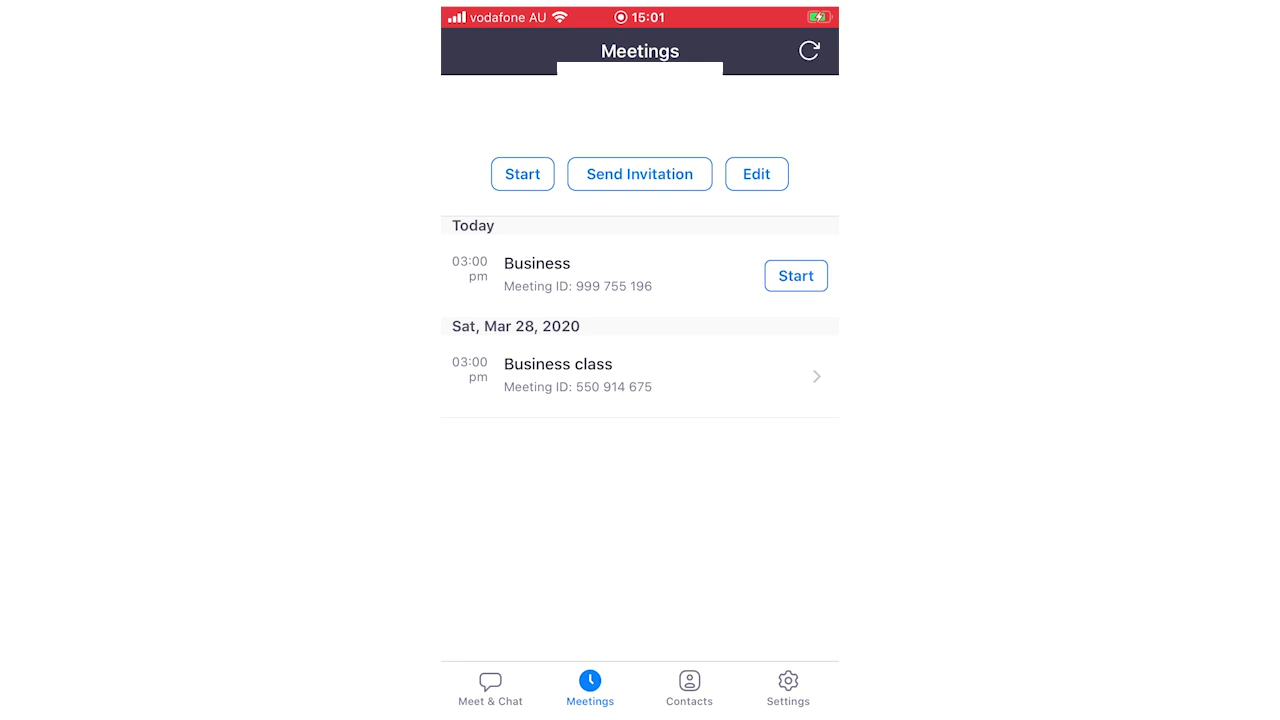 vodafone AU 15:01
Meetings
Start Send Invitation Edit
Today
03:00 pm
Business
Meeting ID: 999 755 196
Start
Sat, Mar 28, 2020
03:00 pm
Business class
Meeting ID: 550 914 675
Meet & Chat Meetings Contacts Settings